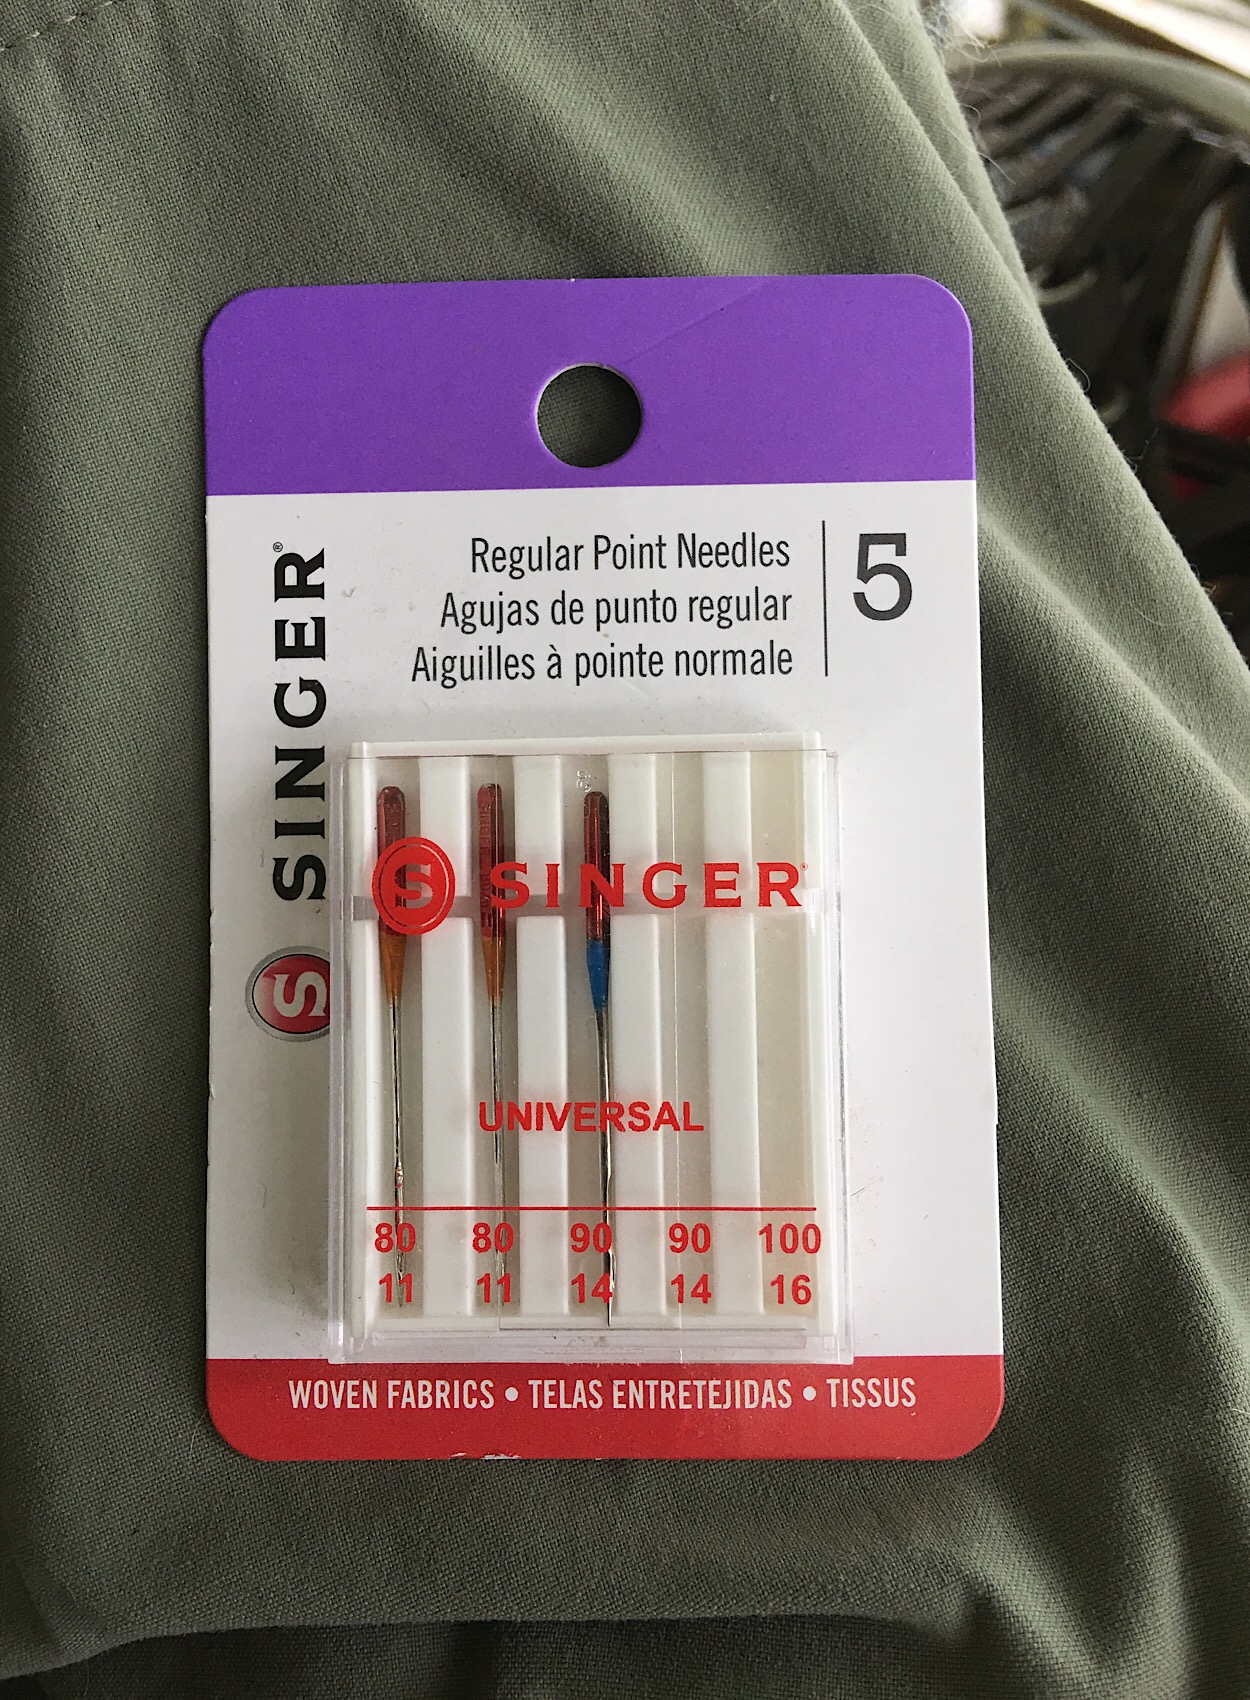 SINGER®
S
Regular Point Needles
Agujas de punto regular
Aiguilles à pointe normale
5
S SINGER®
UNIVERSAL
80 80 90 90 100
11 11 14 14 16
WOVEN FABRICS • TELAS ENTRETEJIDAS • TISSUS